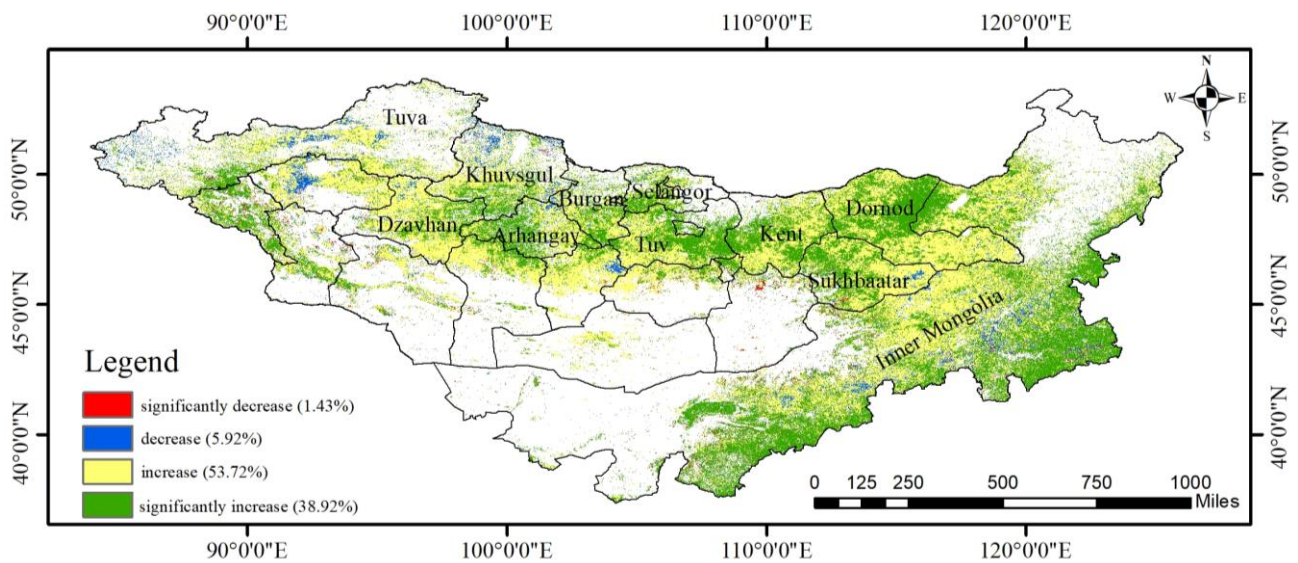 90°0'0"E 100°0'0"E 110°0'0"E 120°0'0"E
N
W E
S
50°0'0"N
45°0'0"N
40°0'0"N
50°0'0"N
45°0'0"N
40°0'0"N
Tuva
Khuvsgul
Burgan
Selangor
Dzavhan
Arhangay
Tuv
Kent
Dornod
Sukhbaatar
Inner Mongolia
Legend
significantly decrease (1.43%)
decrease (5.92%)
increase (53.72%)
significantly increase (38.92%)
0 125 250 500 750 1000
Miles
90°0'0"E 100°0'0"E 110°0'0"E 120°0'0"E